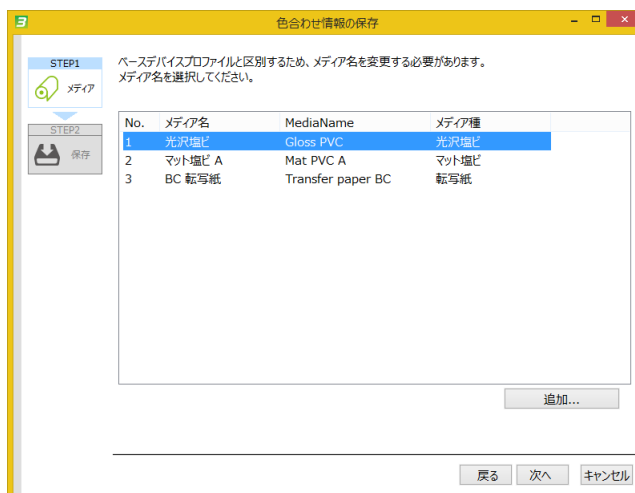 3 色合わせ情報の保存
STEP1
メディア
STEP2
保存
ベースデバイスプロファイルと区別するため、メディア名を変更する必要があります。
メディア名を選択してください。
No. メディア名 MediaName メディア種
1 光沢塩ビ Gloss PVC 光沢塩ビ
2 マット塩ビ A Mat PVC A マット塩ビ
3 BC 転写紙 Transfer paper BC 転写紙
追加...
戻る 次へ キャンセル